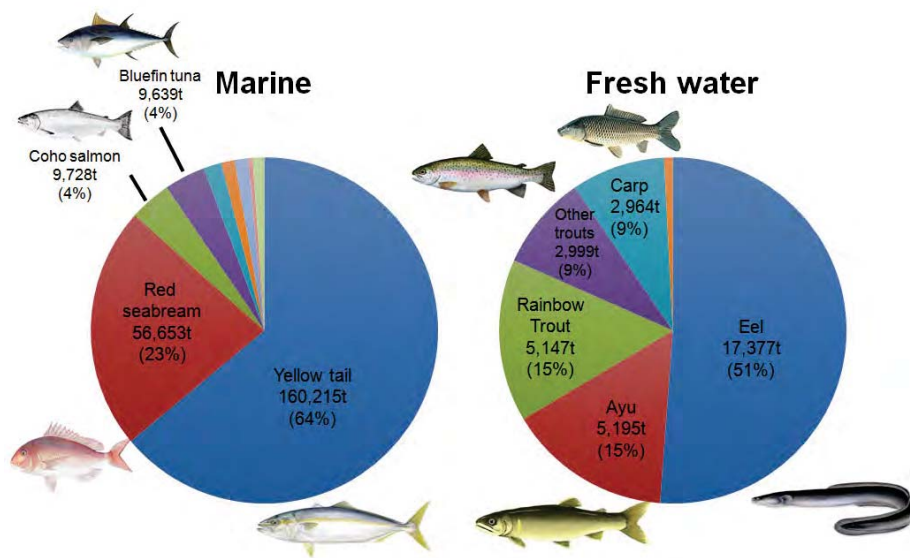 Marine
Bluefin tuna
9,639t
(4%)
Coho salmon
9,728t
(4%)
Red
seabream
56,653t
(23%)
Yellow tail
160,215t
(64%)
Fresh water
Carp
2,964t
(9%)
Other
trouts
2,999t
(9%)
Rainbow
Trout
5,147t
(15%)
Ayu
5,195t
(15%)
Eel
17,377t
(51%)